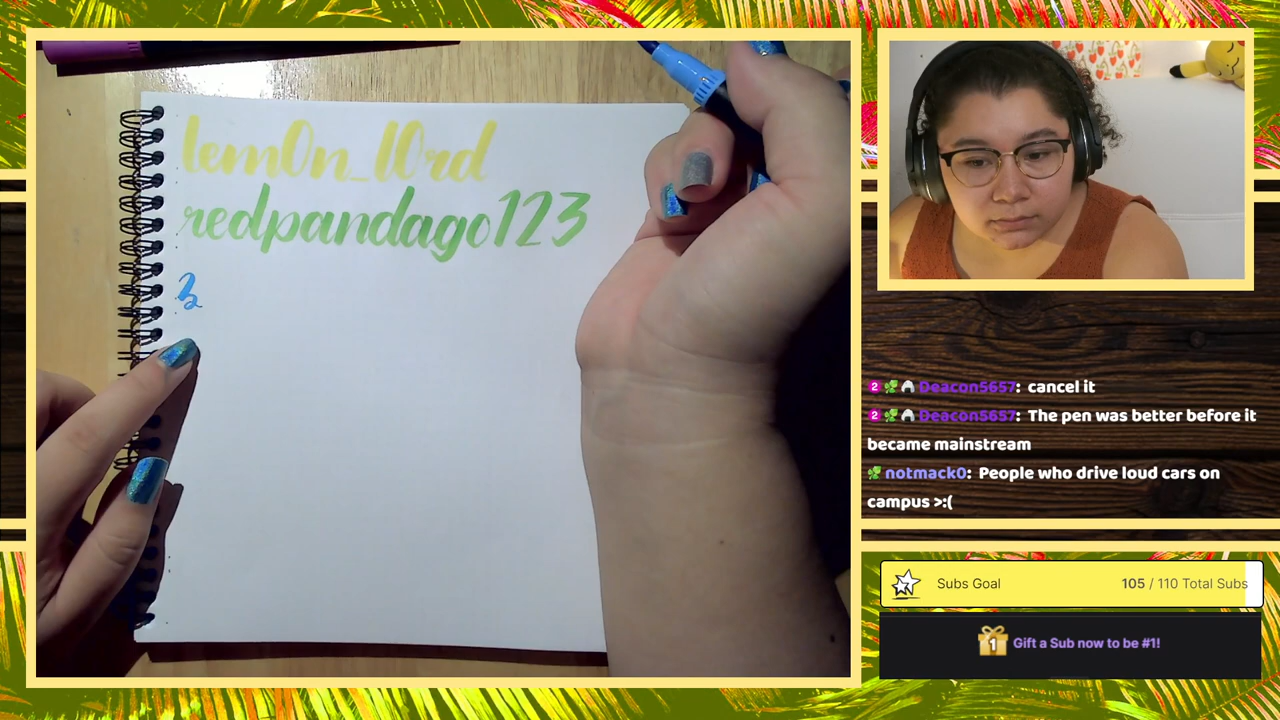 lem0n_l0rd
redpandago123
Deacon5657: cancel it
Deacon5657: The pen was better before it
became mainstream
notmack0: People who drive loud cars on
campus >:(
Subs Goal 105 / 110 Total Subs
1 Gift a Sub now to be #1!